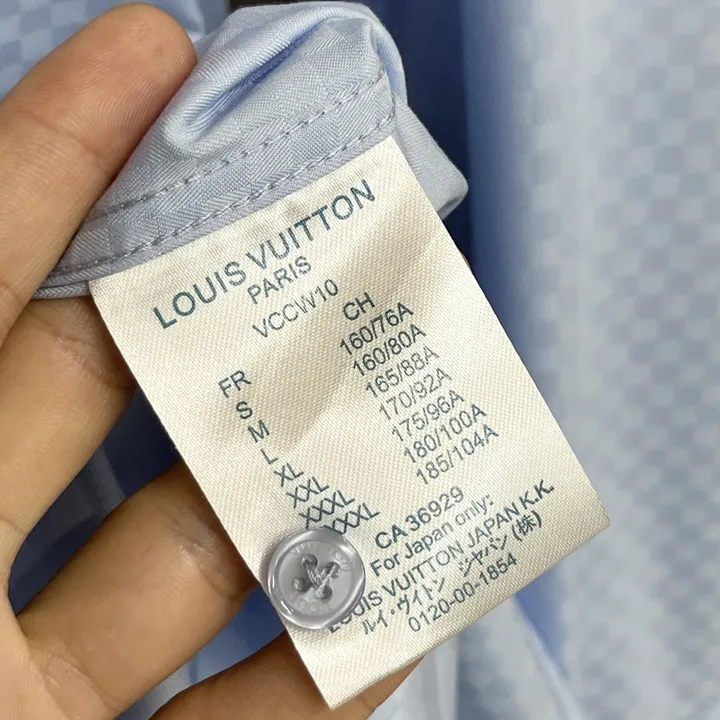 LOUIS VUITTON
PARIS
VCCW10
FR CH
S 160/76A
M 160/80A
L 165/88A
XL 170/92A
XXL 175/96A
XXXL 180/100A
XXXXL 185/104A
CA 36929
For Japan only:
LOUIS VUITTON JAPAN K.K.
ルイ・ヴイトン ジャパン (株)
0120-00-1854